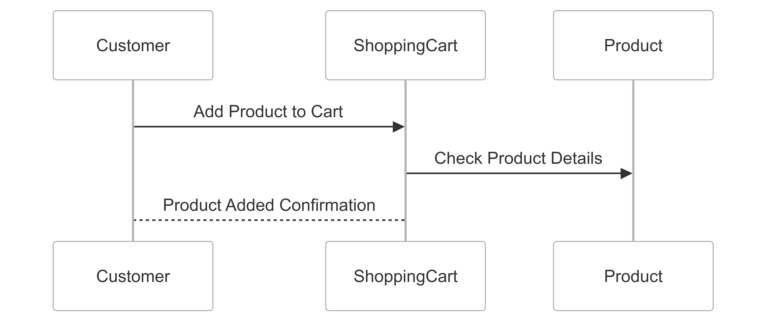 Customer
ShoppingCart
Product
Add Product to Cart
Check Product Details
Product Added Confirmation
Customer
ShoppingCart
Product